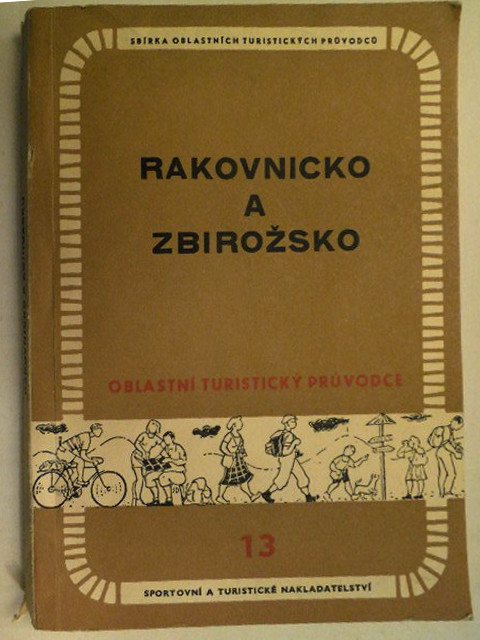 SBÍRKA OBLASTNÍCH TURISTICKÝCH PRŮVODCŮ
RAKOVNICKO
A
ZBIROŽSKO
OBLASTNÍ TURISTICKÝ PRŮVODCE
13
SPORTOVNÍ A TURISTICKÉ NAKLADATELSTVÍ